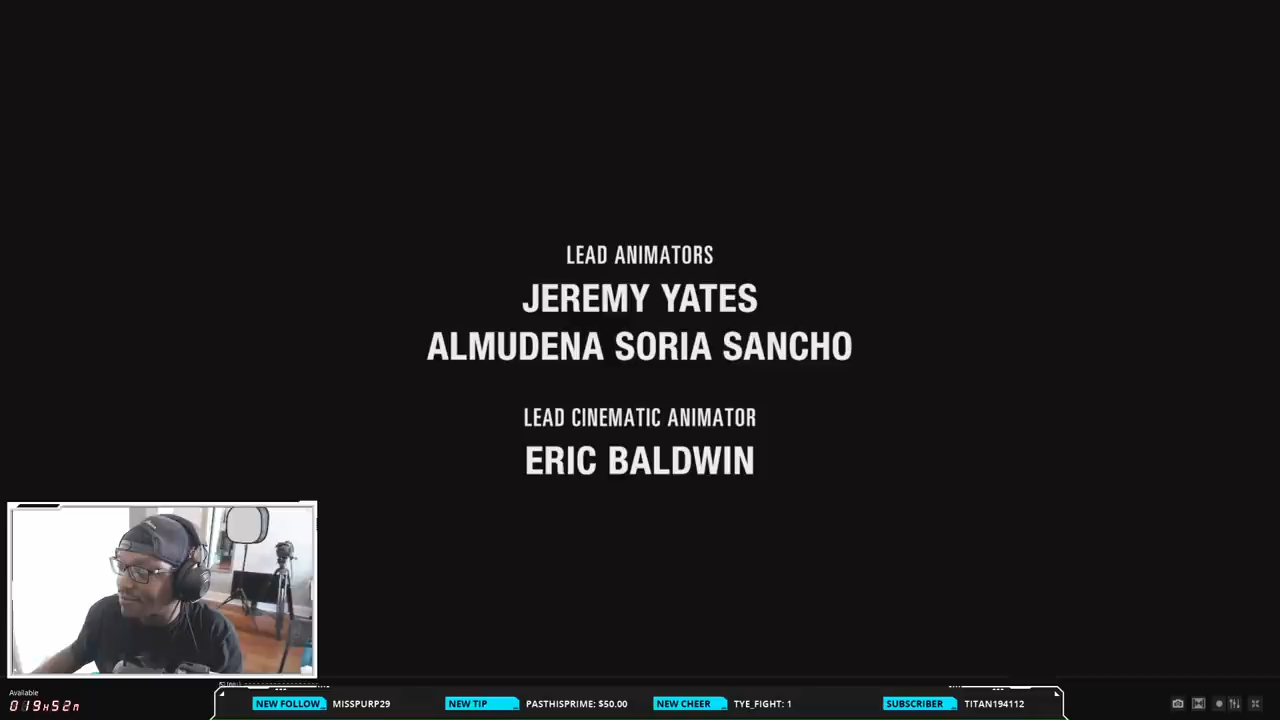 LEAD ANIMATORS
JEREMY YATES
ALMUDENA SORIA SANCHO
LEAD CINEMATIC ANIMATOR
ERIC BALDWIN
Available
019H52M
NEW FOLLOW MISSPURP29 NEW TIP PASTHISPRIME: $50.00 NEW CHEER TYE_FIGHT: 1 SUBSCRIBER TITAN194112